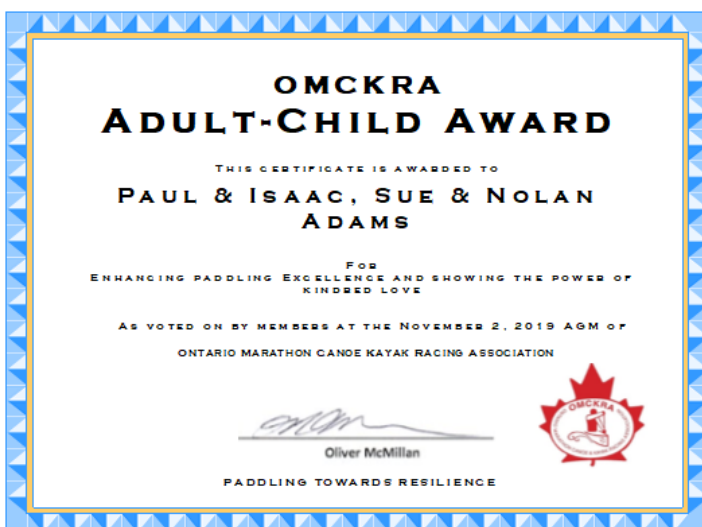 OMCKRA
ADULT-CHILD AWARD
THIS CERTIFICATE IS AWARDED TO
PAUL & ISAAC, SUE & NOLAN
ADAMS
FOR
ENHANCING PADDLING EXCELLENCE AND SHOWING THE POWER OF
KINDRED LOVE
AS VOTED ON BY MEMBERS AT THE NOVEMBER 2, 2019 AGM OF
ONTARIO MARATHON CANOE KAYAK RACING ASSOCIATION
Oliver McMillan
PADDLING TOWARDS RESILIENCE
OMCKRA